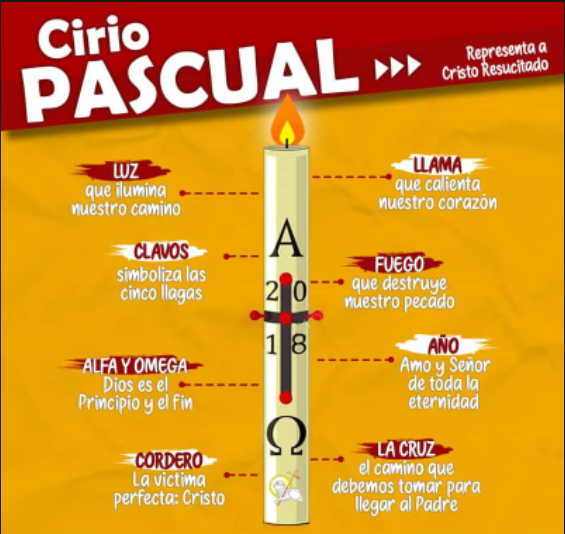 Cirio
PASCUAL
Representa a
Cristo Resucitado
LUZ
que ilumina
nuestro camino
LLAMA
que calienta
nuestro corazón
CLAVOS
simboliza las
cinco llagas
FUEGO
que destruye
nuestro pecado
ALFA Y OMEGA
Dios es el
Principio y el fin
AÑO
Amo y Señor
de toda la
eternidad
CORDERO
La victima
perfecta: Cristo
LA CRUZ
el camino que
debemos tomar para
llegar al Padre
A
2 0
1 8
Ω